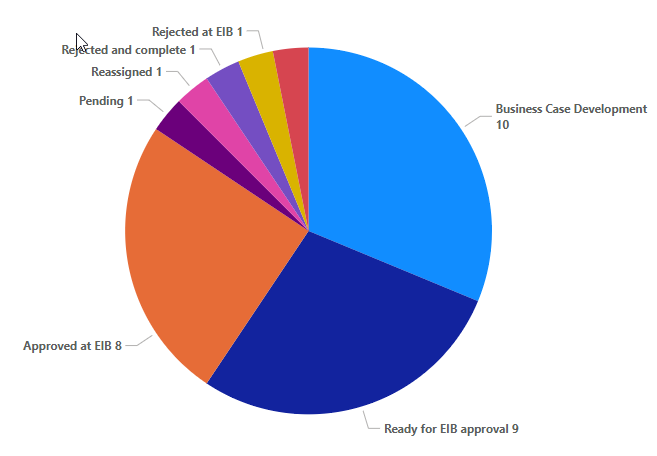 Rejected at EIB 1
Rejected and complete 1
Reassigned 1
Pending 1
Business Case Development
10
Approved at EIB 8
Ready for EIB approval 9